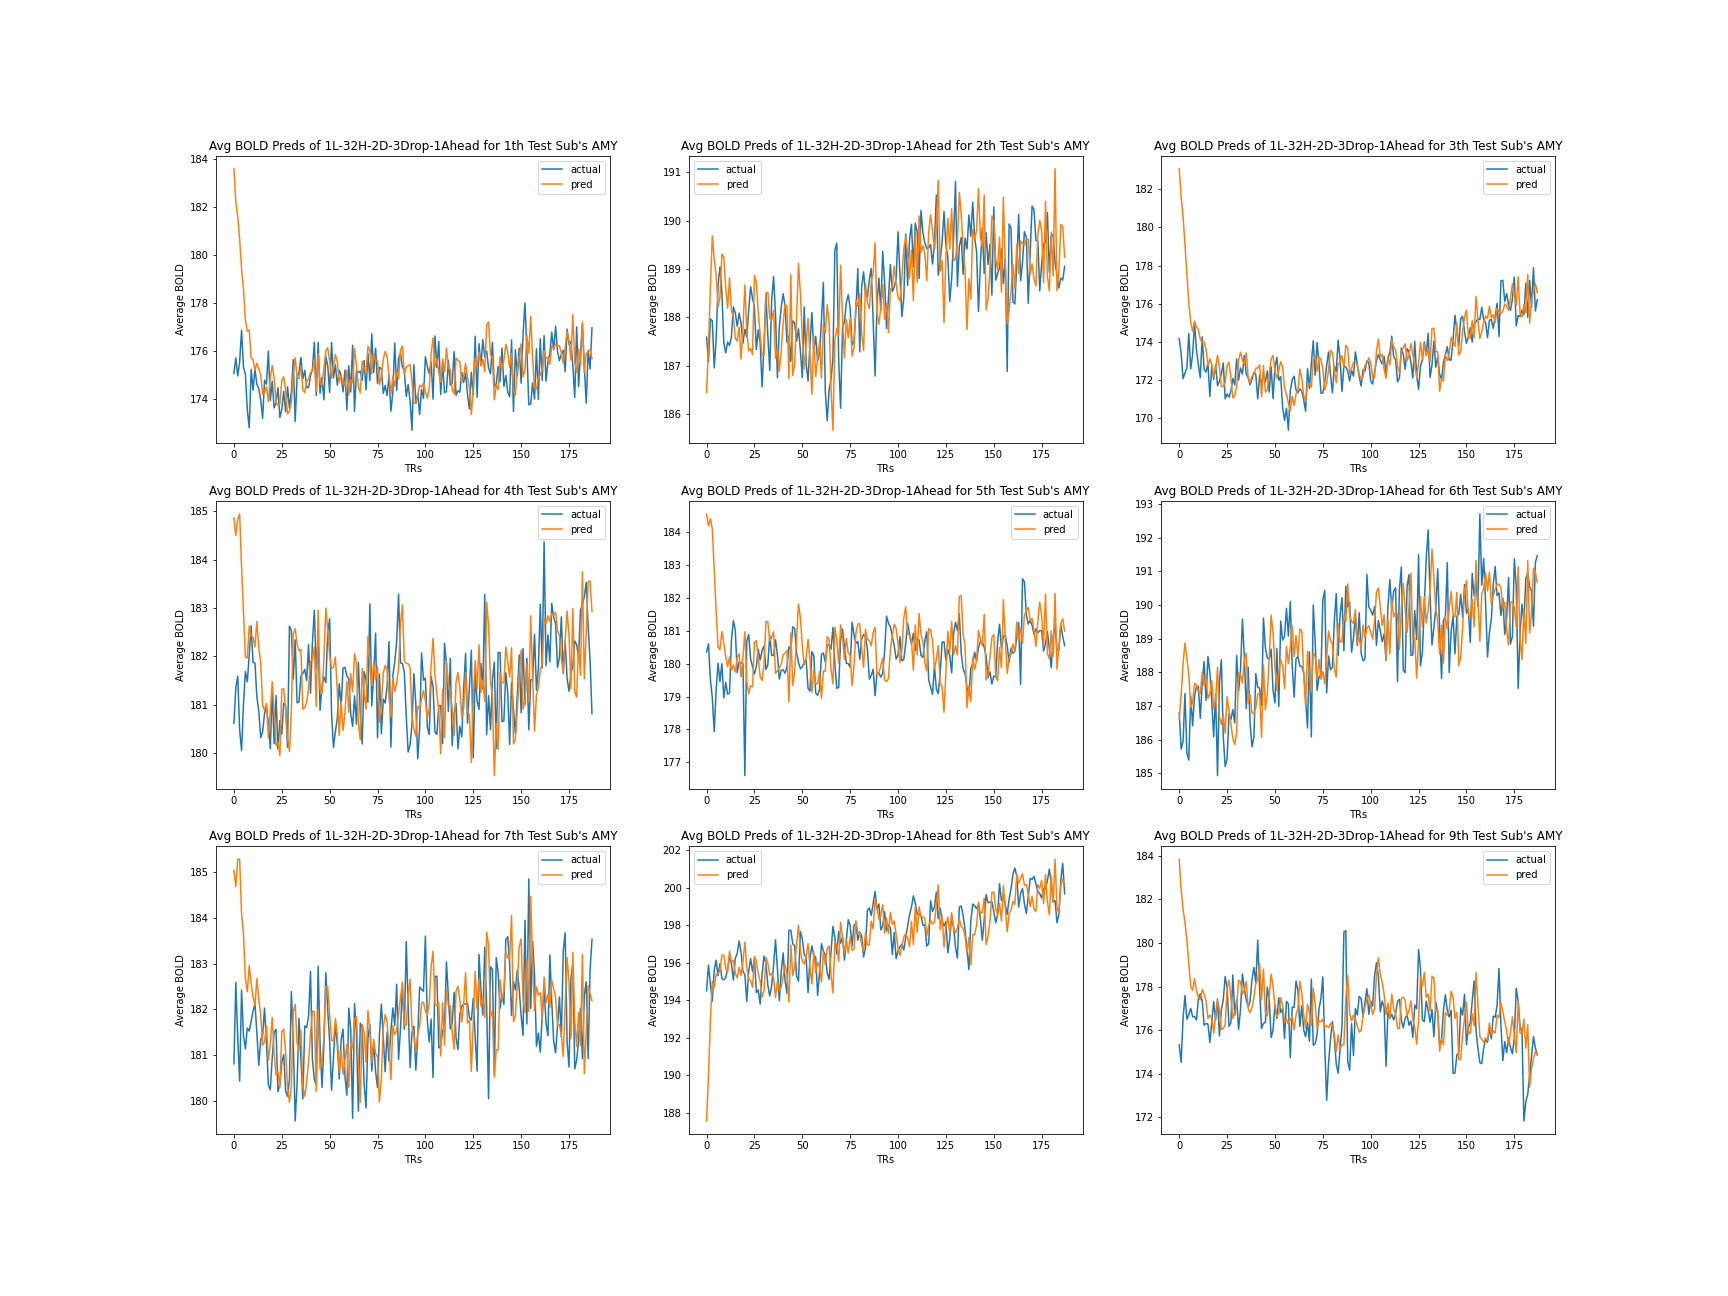 Avg BOLD Preds of 1L-32H-2D-3Drop-1Ahead for 1th Test Sub's AMY
184
182
180
178
176
174
Average BOLD
actual
pred
0 25 50 75 100 125 150 175
TRs
Avg BOLD Preds of 1L-32H-2D-3Drop-1Ahead for 2th Test Sub's AMY
191
190
189
188
187
186
Average BOLD
actual
pred
0 25 50 75 100 125 150 175
TRs
Avg BOLD Preds of 1L-32H-2D-3Drop-1Ahead for 3th Test Sub's AMY
182
180
178
176
174
172
170
Average BOLD
actual
pred
0 25 50 75 100 125 150 175
TRs
Avg BOLD Preds of 1L-32H-2D-3Drop-1Ahead for 4th Test Sub's AMY
185
184
183
182
181
180
Average BOLD
actual
pred
0 25 50 75 100 125 150 175
TRs
Avg BOLD Preds of 1L-32H-2D-3Drop-1Ahead for 5th Test Sub's AMY
184
183
182
181
180
179
178
177
Average BOLD
actual
pred
0 25 50 75 100 125 150 175
TRs
Avg BOLD Preds of 1L-32H-2D-3Drop-1Ahead for 6th Test Sub's AMY
193
192
191
190
189
188
187
186
185
Average BOLD
actual
pred
0 25 50 75 100 125 150 175
TRs
Avg BOLD Preds of 1L-32H-2D-3Drop-1Ahead for 7th Test Sub's AMY
185
184
183
182
181
180
Average BOLD
actual
pred
0 25 50 75 100 125 150 175
TRs
Avg BOLD Preds of 1L-32H-2D-3Drop-1Ahead for 8th Test Sub's AMY
202
200
198
196
194
192
190
188
Average BOLD
actual
pred
0 25 50 75 100 125 150 175
TRs
Avg BOLD Preds of 1L-32H-2D-3Drop-1Ahead for 9th Test Sub's AMY
184
182
180
178
176
174
172
Average BOLD
actual
pred
0 25 50 75 100 125 150 175
TRs